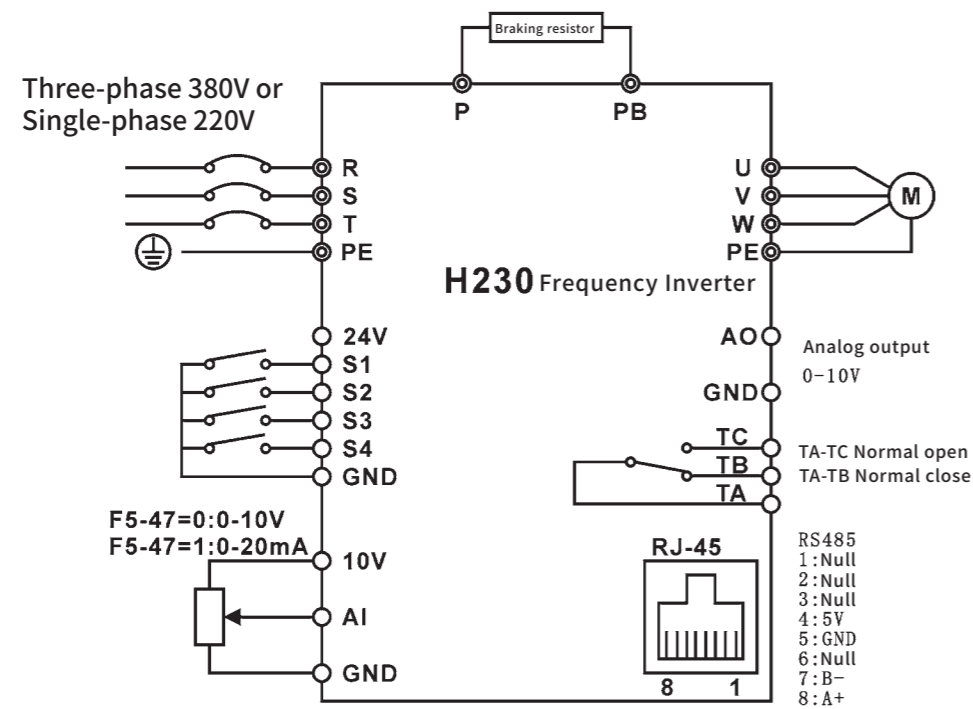 Braking resistor
Three-phase 380V or
Single-phase 220V
P
PB
R
S
T
PE
U
V
W
PE
M
H230 Frequency Inverter
24V
S1
S2
S3
S4
GND
AO
GND
Analog output
0-10V
TC
TB
TA
TA-TC Normal open
TA-TB Normal close
F5-47=0:0-10V
F5-47=1:0-20mA
10V
AI
GND
RJ-45
8 1
RS485
1:Null
2:Null
3:Null
4:5V
5:GND
6:Null
7:B-
8:A+